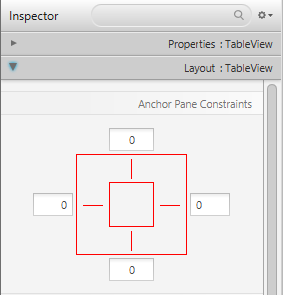 Inspector
Properties : TableView
Layout : TableView
Anchor Pane Constraints
0
0
0
0